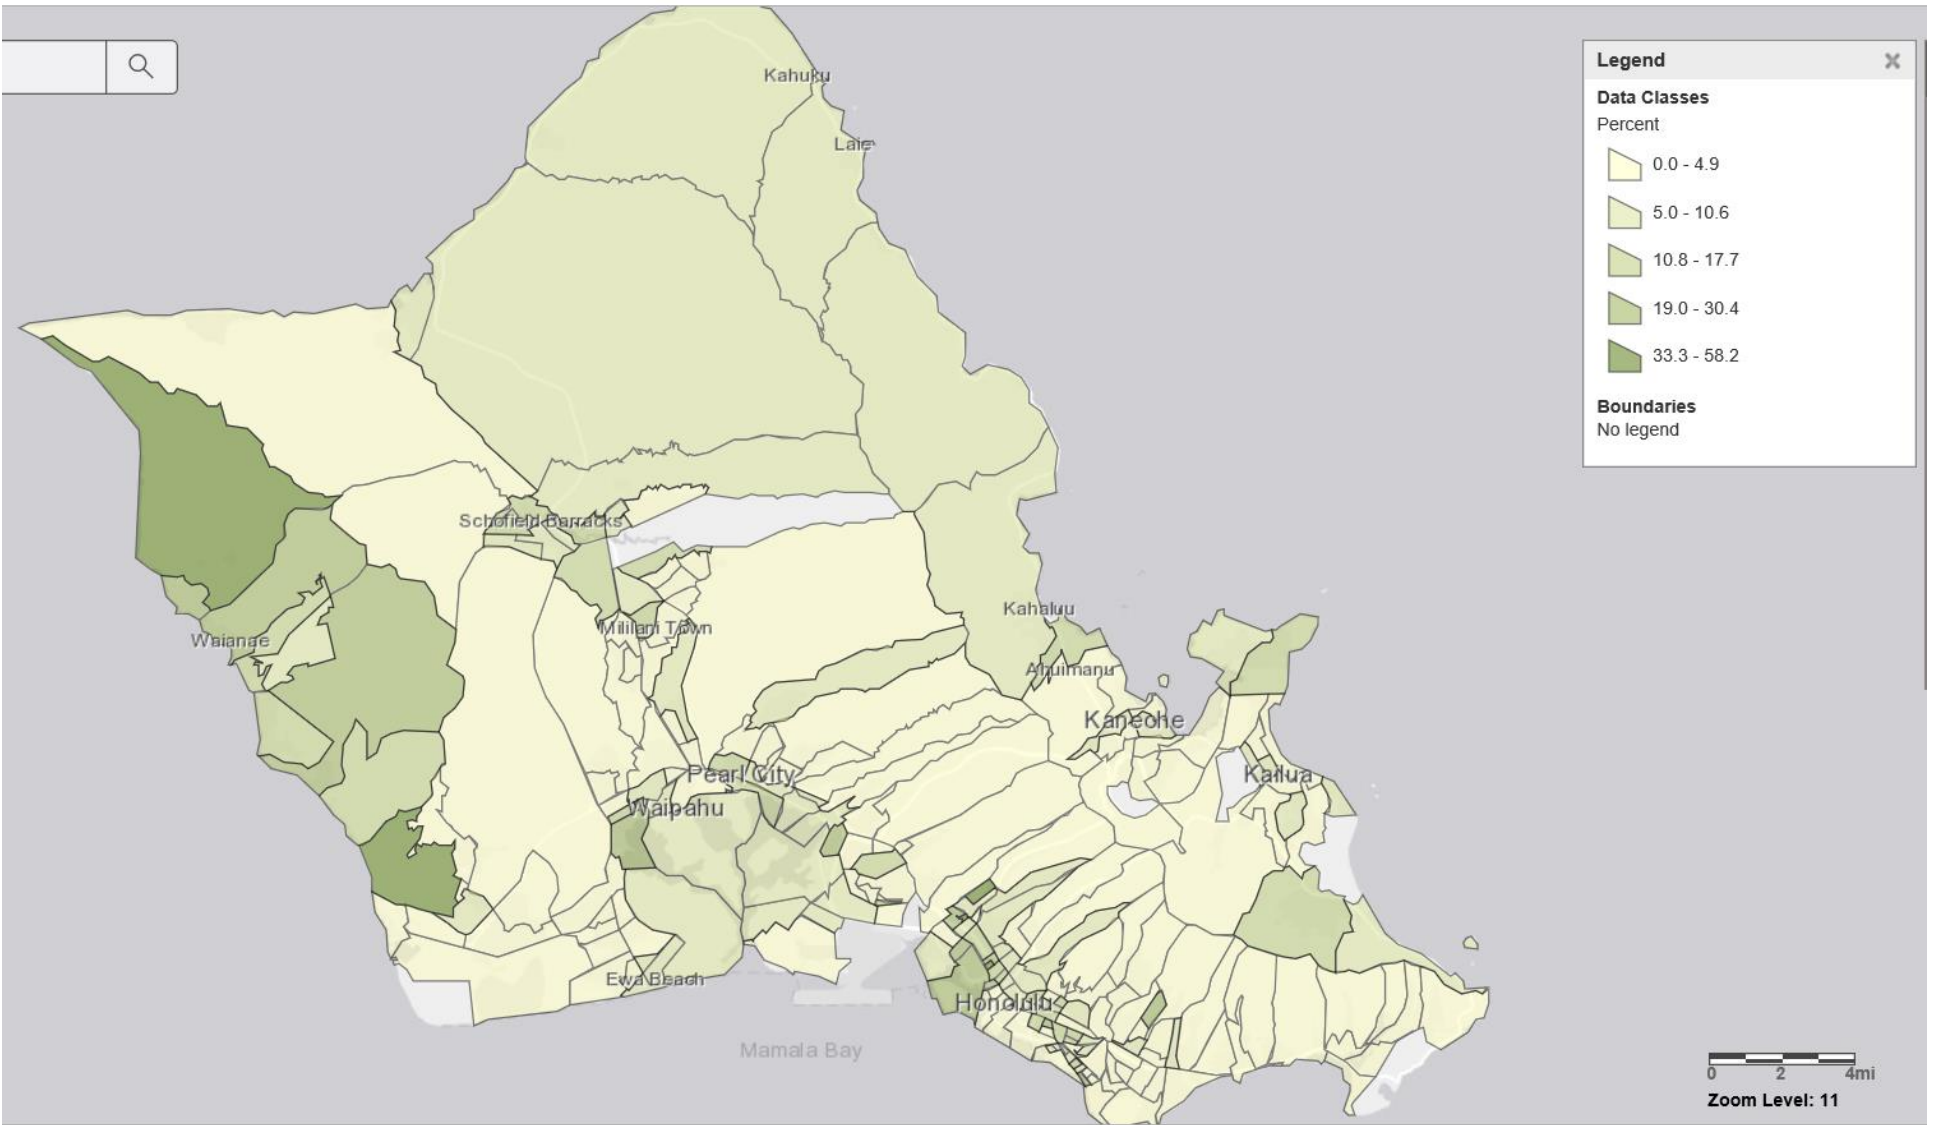 Kahuku
Laie
Schofield Barracks
Kahaluu
Mililani Town
Waianae
Ahuimanu
Kaneohe
Pearl City
Kailua
Waipahu
Ewa Beach
Honolulu
Mamala Bay
Legend
Data Classes
Percent
0.0 - 4.9
5.0 - 10.6
10.8 - 17.7
19.0 - 30.4
33.3 - 58.2
Boundaries
No legend
0 2 4mi
Zoom Level: 11